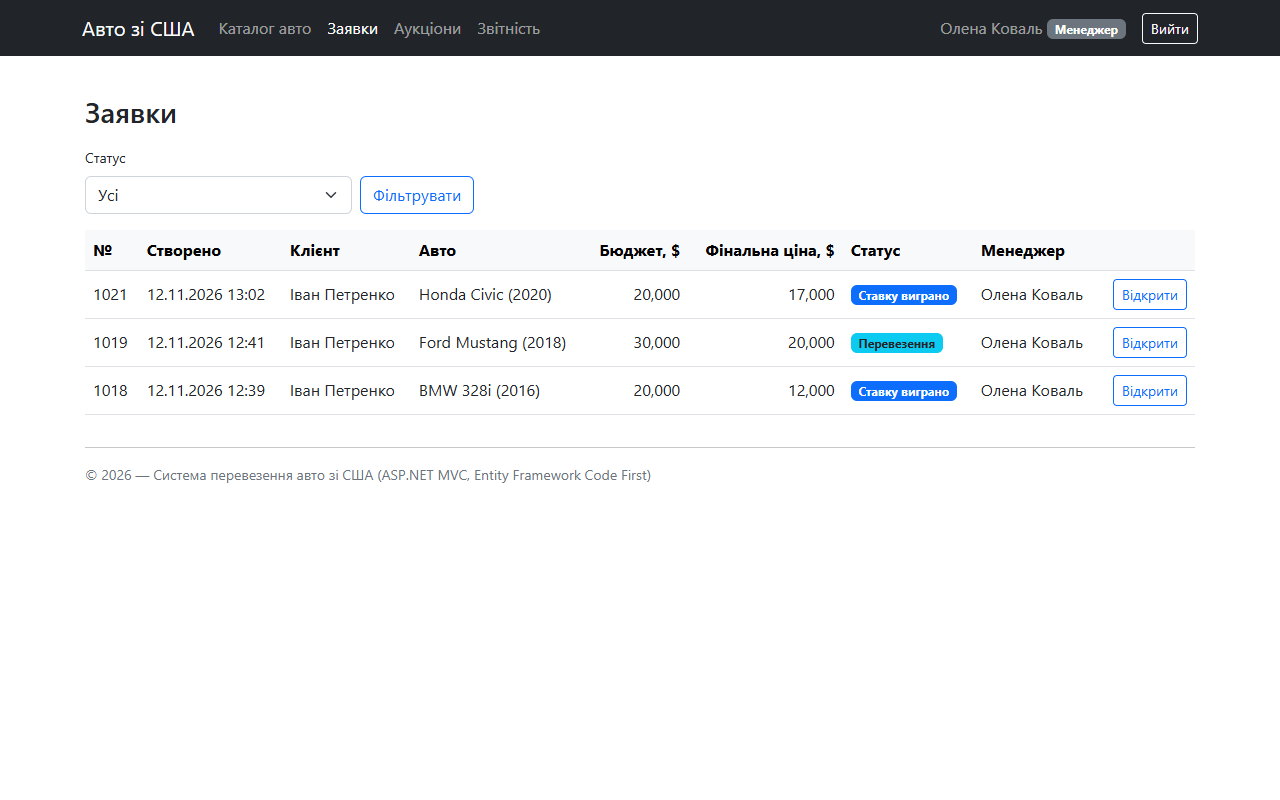 Авто зі США Каталог авто Заявки Аукціони Звітність Олена Коваль Менеджер Вийти
Заявки
Статус
Усі Фільтрувати
№ Створено Клієнт Авто Бюджет, $ Фінальна ціна, $ Статус Менеджер
1021 12.11.2026 13:02 Іван Петренко Honda Civic (2020) 20,000 17,000 Ставку виграно Олена Коваль Відкрити
1019 12.11.2026 12:41 Іван Петренко Ford Mustang (2018) 30,000 20,000 Перевезення Олена Коваль Відкрити
1018 12.11.2026 12:39 Іван Петренко BMW 328i (2016) 20,000 12,000 Ставку виграно Олена Коваль Відкрити
© 2026 — Система перевезення авто зі США (ASP.NET MVC, Entity Framework Code First)